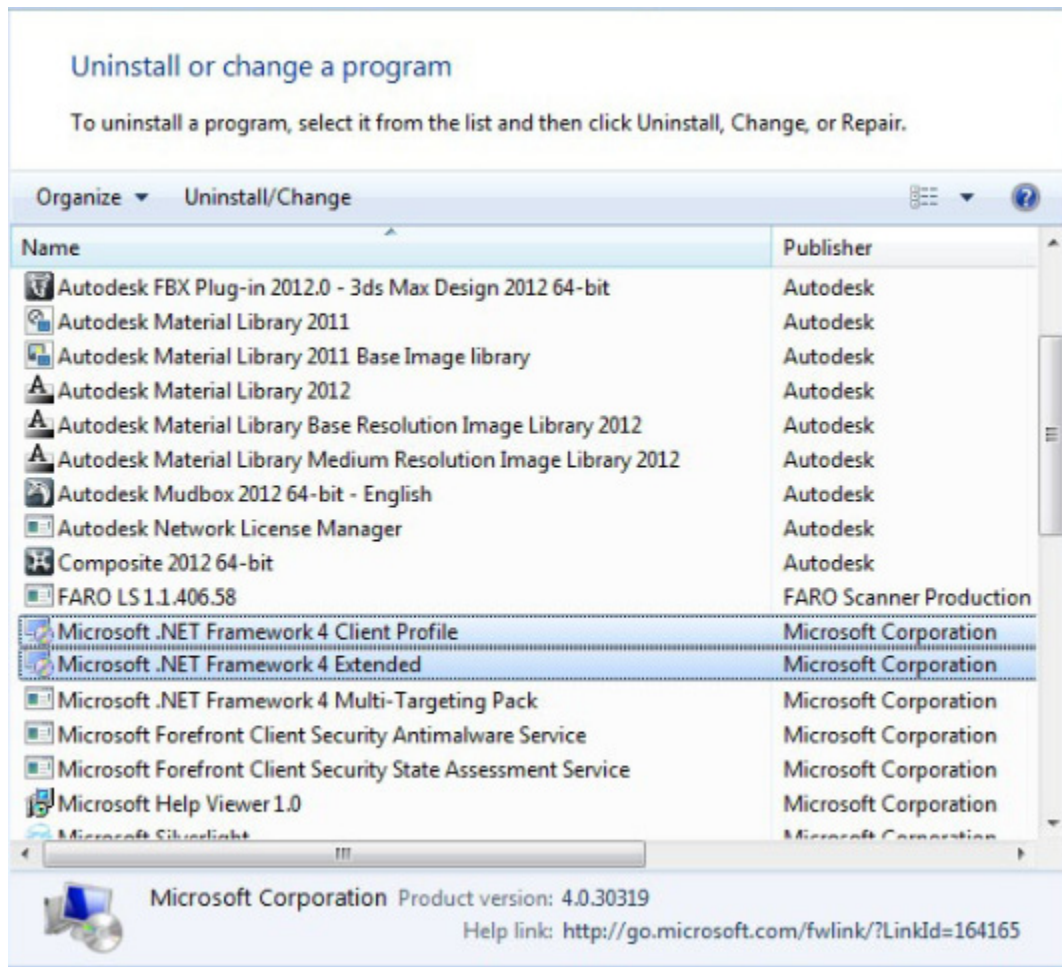 Uninstall or change a program
To uninstall a program, select it from the list and then click Uninstall, Change, or Repair.
Organize Uninstall/Change
Name Publisher
Autodesk FBX Plug-in 2012.0 - 3ds Max Design 2012 64-bit Autodesk
Autodesk Material Library 2011 Autodesk
Autodesk Material Library 2011 Base Image library Autodesk
Autodesk Material Library 2012 Autodesk
Autodesk Material Library Base Resolution Image Library 2012 Autodesk
Autodesk Material Library Medium Resolution Image Library 2012 Autodesk
Autodesk Mudbox 2012 64-bit - English Autodesk
Autodesk Network License Manager Autodesk
Composite 2012 64-bit Autodesk
FARO LS 1.1.406.58 FARO Scanner Production
Microsoft .NET Framework 4 Client Profile Microsoft Corporation
Microsoft .NET Framework 4 Extended Microsoft Corporation
Microsoft .NET Framework 4 Multi-Targeting Pack Microsoft Corporation
Microsoft Forefront Client Security Antimalware Service Microsoft Corporation
Microsoft Forefront Client Security State Assessment Service Microsoft Corporation
Microsoft Help Viewer 1.0 Microsoft Corporation
Microsoft Silverlight Microsoft Corporation
Microsoft Corporation Product version: 4.0.30319
Help link: http://go.microsoft.com/fwlink/?LinkId=164165